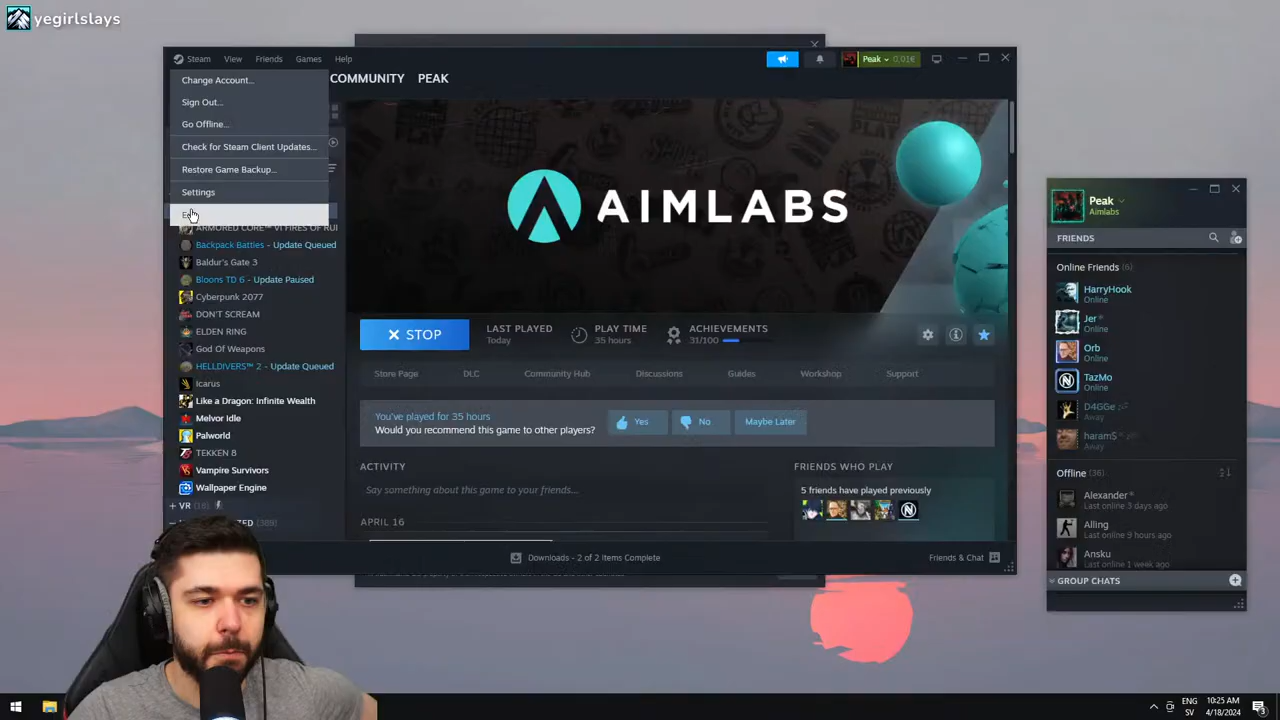 yegirlslays
Steam View Friends Games Help
Peak 0,01€
Change Account...
Sign Out...
Go Offline...
Check for Steam Client Updates...
Restore Game Backup...
Settings
COMMUNITY PEAK
AIMLABS
ARMORED CORE™ VI FIRES OF RUI
Backpack Battles - Update Queued
Baldur's Gate 3
Bloons TD 6 - Update Paused
Cyberpunk 2077
DON'T SCREAM
ELDEN RING
God Of Weapons
HELLDIVERS™ 2 - Update Queued
Icarus
Like a Dragon: Infinite Wealth
Melvor Idle
Palworld
TEKKEN 8
Vampire Survivors
Wallpaper Engine
VR
STOP
LAST PLAYED
Today
PLAY TIME
35 hours
ACHIEVEMENTS
31/100
Store Page DLC Community Hub Discussions Guides Workshop Support
You've played for 35 hours
Would you recommend this game to other players?
Yes
No
Maybe Later
ACTIVITY
Say something about this game to your friends...
APRIL 16
FRIENDS WHO PLAY
5 friends have played previously
Downloads - 2 of 2 Items Complete
Friends & Chat
Peak
Aimlabs
FRIENDS
Online Friends (6)
HarryHook
Online
Jer
Online
Orb
Online
TazMo
Online
D4GGe
Away
haram$
Away
Offline (36)
Alexander
Last online 3 days ago
Alling
Last online 9 hours ago
Ansku
Last online 1 week ago
GROUP CHATS
ENG
SV
10:25 AM
4/18/2024